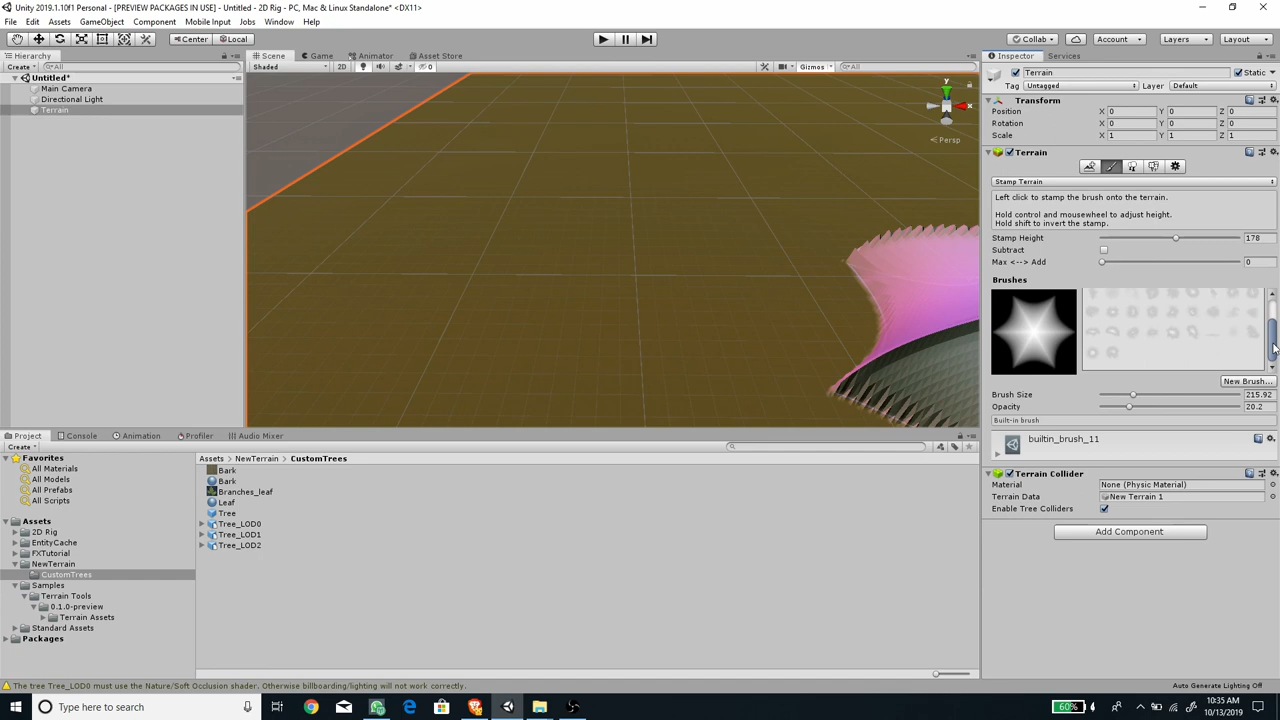 Unity 2019.1.10f1 Personal - [PREVIEW PACKAGES IN USE] - Untitled - 2D Rig - PC, Mac & Linux Standalone* <DX11>
File Edit Assets GameObject Component Mobile Input Jobs Window Help
Center Local Collab Account Layers Layout
Hierarchy Scene Game Animator Asset Store Inspector Services
Create All Shaded 2D 0 Gizmos All Terrain Static
Untitled*
Main Camera
Directional Light
Terrain
y
x
Persp
Tag Untagged Layer Default
Transform
Position X 0 Y 0 Z 0
Rotation X 0 Y 0 Z 0
Scale X 1 Y 1 Z 1
Terrain
Stamp Terrain
Left click to stamp the brush onto the terrain.
Hold control and mousewheel to adjust height.
Hold shift to invert the stamp.
Stamp Height 178
Subtract
Max <--> Add 0
Brushes
New Brush...
Brush Size 215.92
Opacity 20.2
Built-in brush
builtin_brush_11
Terrain Collider
Material None (Physic Material)
Terrain Data New Terrain 1
Enable Tree Colliders
Add Component
Project Console Animation Profiler Audio Mixer
Create
Favorites
All Materials
All Models
All Prefabs
All Scripts
Assets
2D Rig
EntityCache
FXTutorial
NewTerrain
CustomTrees
Samples
Terrain Tools
0.1.0-preview
Terrain Assets
Standard Assets
Packages
Assets NewTerrain CustomTrees
Bark
Bark
Branches_leaf
Leaf
Tree
Tree_LOD0
Tree_LOD1
Tree_LOD2
The tree Tree_LOD0 must use the Nature/Soft Occlusion shader. Otherwise billboarding/lighting will not work correctly.
Auto Generate Lighting Off
Type here to search
60%
10:35 AM
10/13/2019